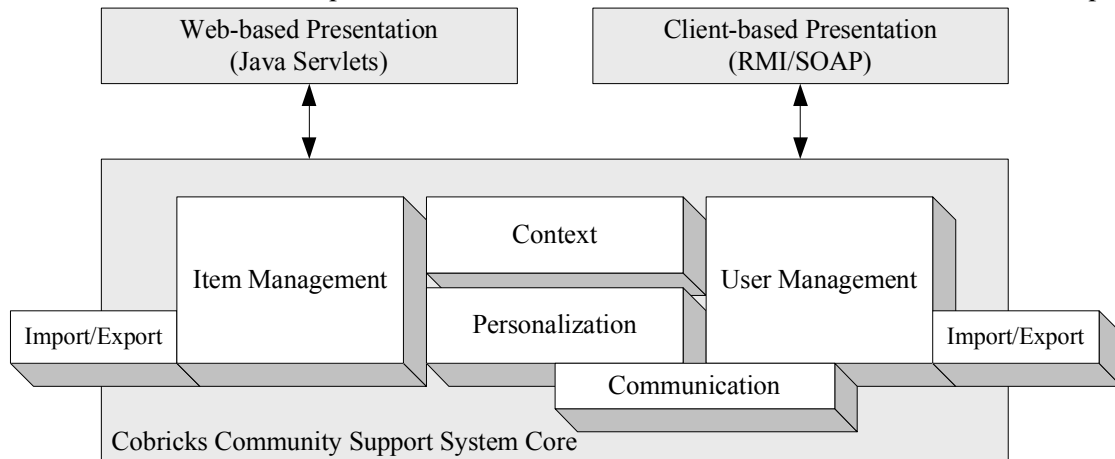 Web-based Presentation
(Java Servlets)
Client-based Presentation
(RMI/SOAP)
Context
Item Management
User Management
Personalization
Import/Export
Import/Export
Communication
Cobricks Community Support System Core